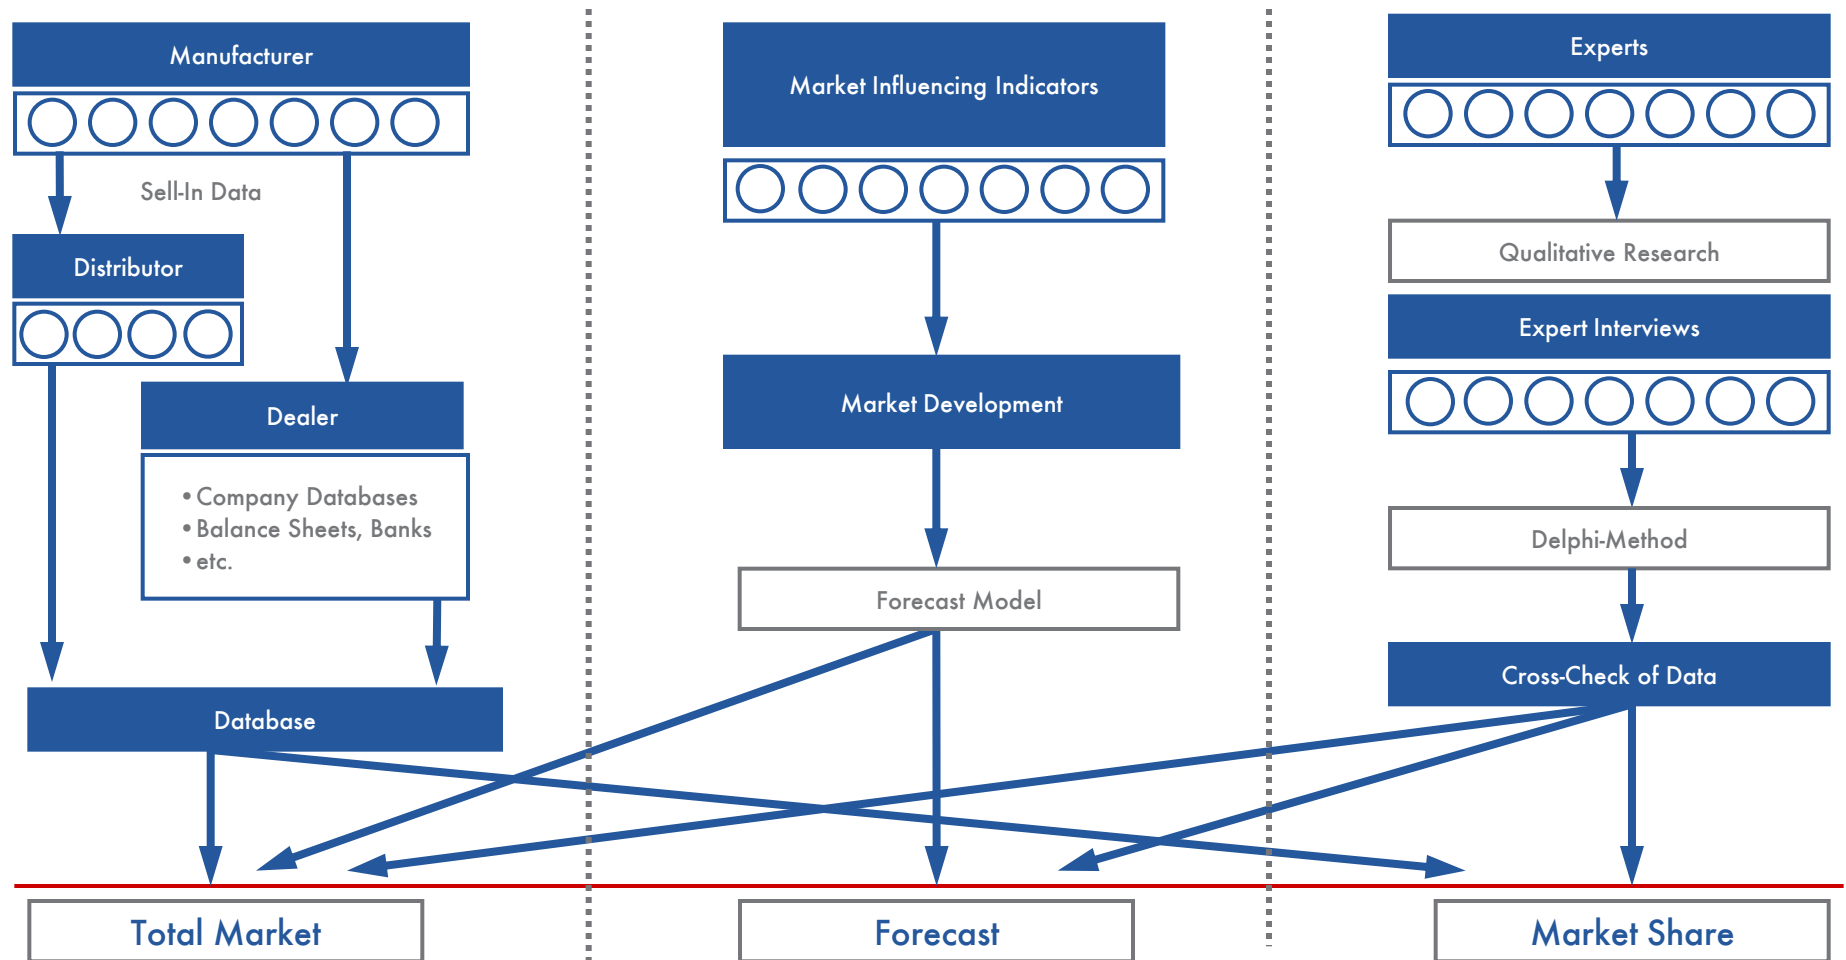 Manufacturer
Sell-In Data
Distributor
Dealer
•Company Databases
•Balance Sheets, Banks
•etc.
Database
Total Market
Market Influencing Indicators
Market Development
Forecast Model
Forecast
Experts
Qualitative Research
Expert Interviews
Delphi-Method
Cross-Check of Data
Market Share